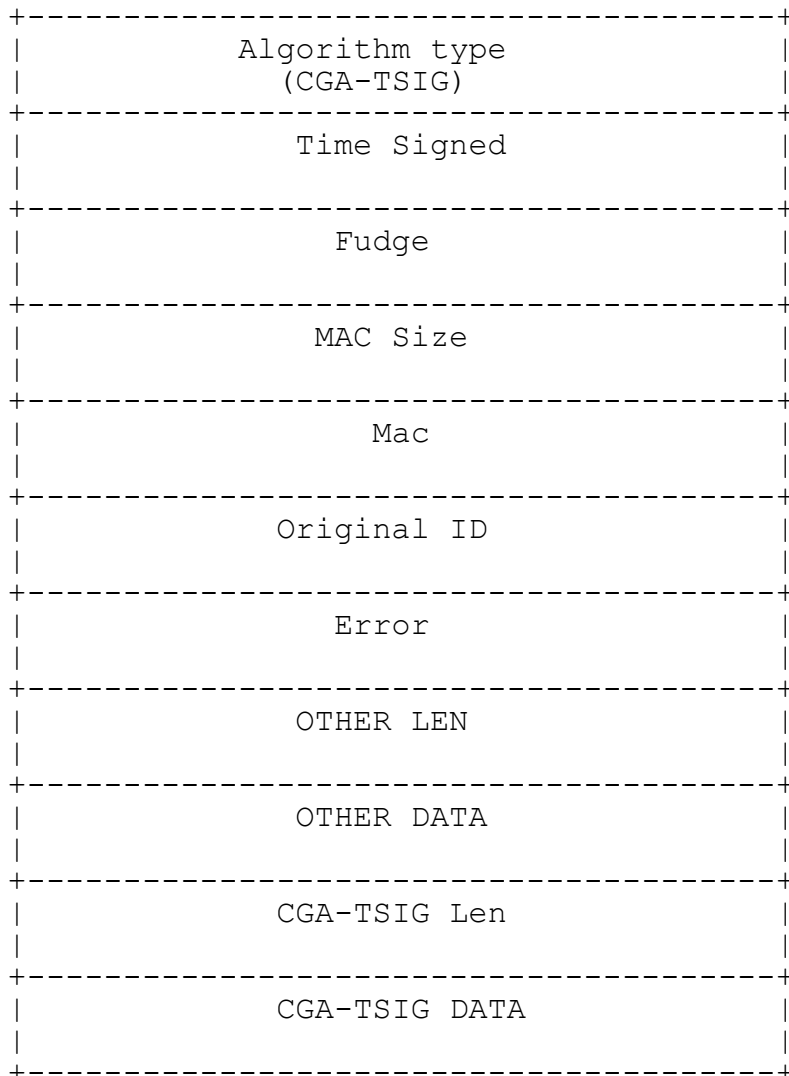 Algorithm type
(CGA-TSIG)
Time Signed
Fudge
MAC Size
Mac
Original ID
Error
OTHER LEN
OTHER DATA
CGA-TSIG Len
CGA-TSIG DATA